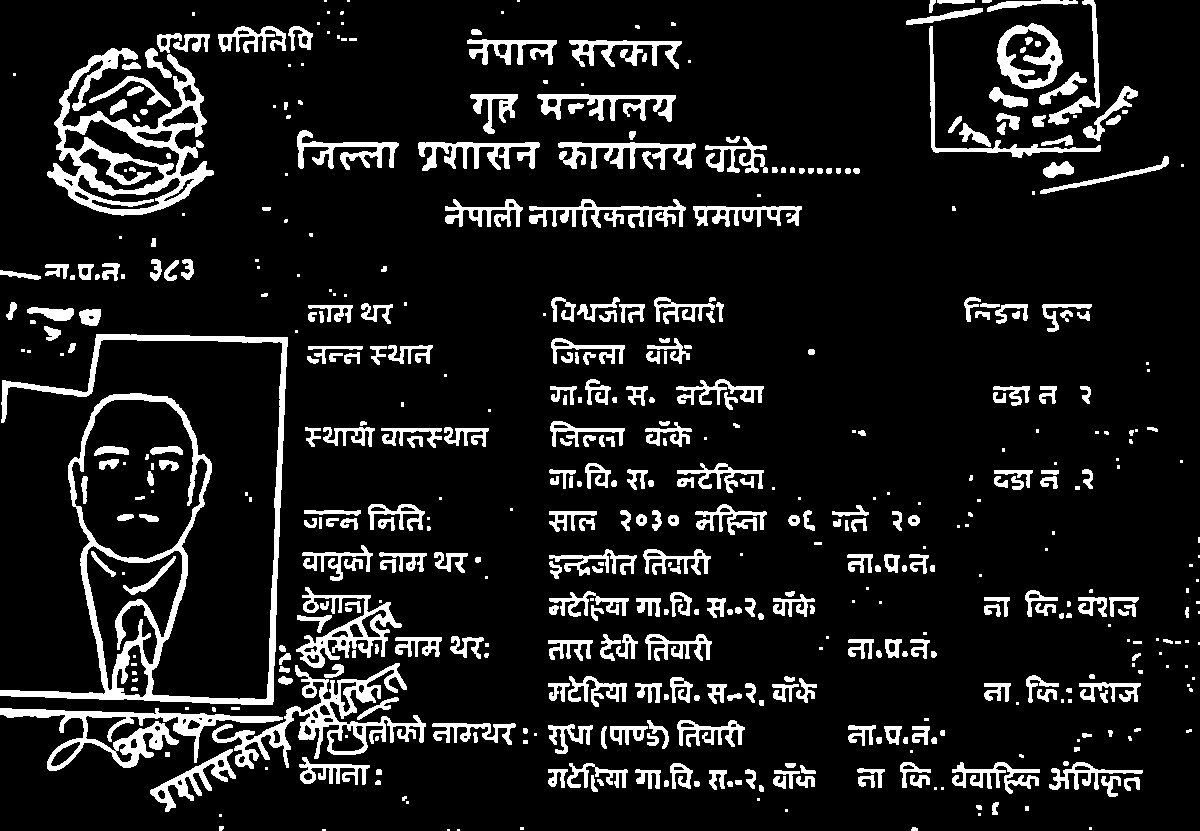 प्रथम प्रतिलिपि
नेपाल सरकार
गृह मन्त्रालय
जिल्ला प्रशासन कार्यालय बाँके...........
नेपाली नागरिकताको प्रमाणपत्र
ना.प्र.न. ३८३
नाम थर विश्वजीत तिवारी लिङग पुरुष
जन्म स्थान जिल्ला बाँके
गा.वि. स. मटेहिया वडा न २
स्थायी वासस्थान जिल्ला बाँके
गा.वि. स. मटेहिया वडा नं २
जन्म मिति: साल २०३० महिना ०६ गते २०
बाबुको नाम थर : इन्द्रजीत तिवारी ना.प्र.नं.
ठेगाना : मटेहिया गा.वि. स.-२, बाँके ना कि.: वंशज
आमाको नाम थर: तारा देवी तिवारी ना.प्र.नं.
ठेगाना मटेहिया गा.वि. स.-२, बाँके ना. कि.: वंशज
पति/पत्नीको नामथर : सुधा (पाण्डे) तिवारी ना.प्र.नं.
ठेगाना : मटेहिया गा.वि. स.-२, बाँके ना कि.. वैवाहिक अंगिकृत
प्रशासकीय अधिकृत